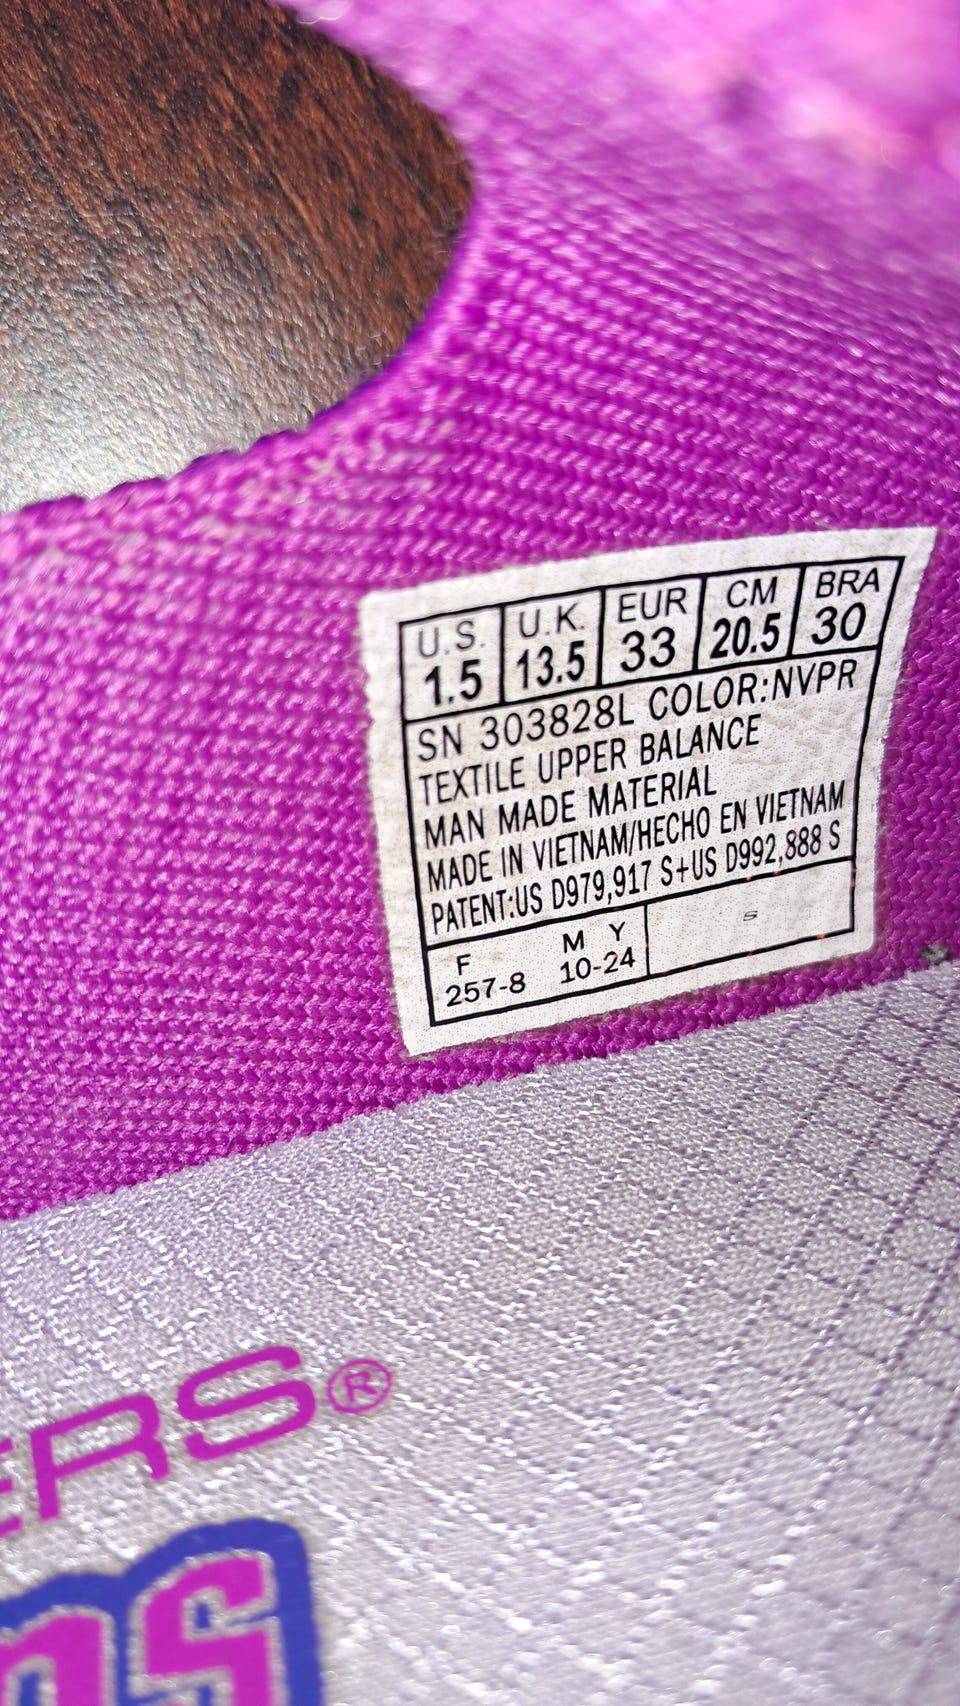 U.S. U.K. EUR CM BRA
1.5 13.5 33 20.5 30
SN 303828L COLOR:NVPR
TEXTILE UPPER BALANCE
MAN MADE MATERIAL
MADE IN VIETNAM/HECHO EN VIETNAM
PATENT:US D979,917 S+US D992,888 S
F M Y S
257-8 10-24
ERS®